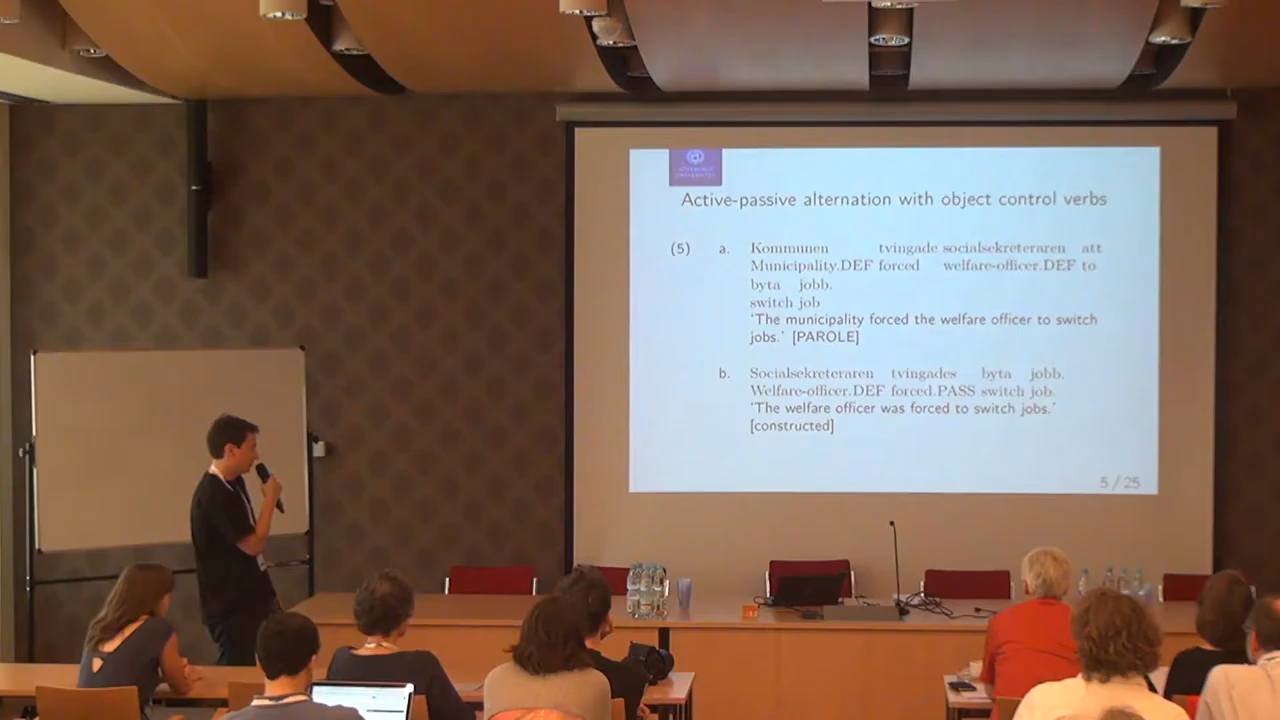 Active-passive alternation with object control verbs
(5) a. Kommunen tvingade socialsekreteraren att
Municipality.DEF forced welfare-officer.DEF to
byta jobb.
switch job
'The municipality forced the welfare officer to switch
jobs.' [PAROLE]
b. Socialsekreteraren tvingades byta jobb.
Welfare-officer.DEF forced.PASS switch job.
'The welfare officer was forced to switch jobs.'
[constructed]
5 / 25